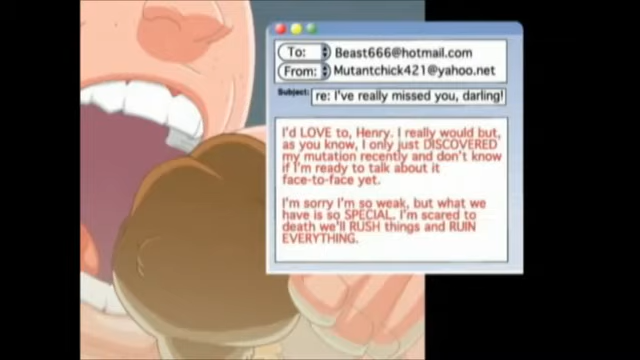 To: Beast666@hotmail.com
From: Mutantchick421@yahoo.net
Subject: re: I've really missed you, darling!
I'd LOVE to, Henry. I really would but,
as you know, I only just DISCOVERED
my mutation recently and don't know
if I'm ready to talk about it
face-to-face yet.
I'm sorry I'm so weak, but what we
have is so SPECIAL. I'm scared to
death we'll RUSH things and RUIN
EVERYTHING.